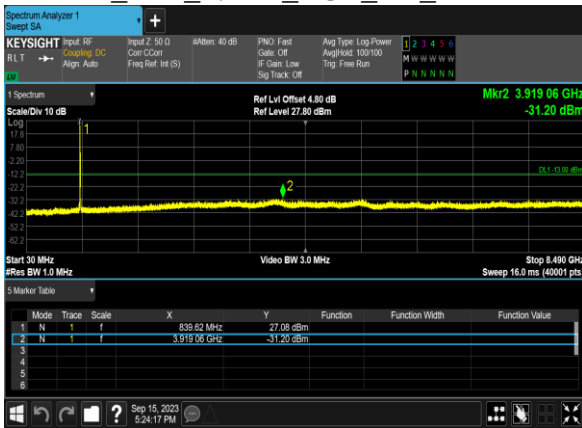 Spectrum Analyzer 1
Swept SA
KEYSIGHT Input: RF Input Z: 50 Ω #Atten: 40 dB PNO: Fast Avg Type: Log-Power 1 2 3 4 5 6
RLT Coupling: DC Corr CCorr Gate: Off Avg|Hold: 100/100 M W W W W W
Align: Auto Freq Ref: Int (S) IF Gain: Low Trig: Free Run
LV Sig Track: Off P N N N N N
1 Spectrum Ref Lvl Offset 4.80 dB Mkr2 3.919 06 GHz
Scale/Div 10 dB Ref Level 27.80 dBm -31.20 dBm
Log
17.8 1
7.80
-2.20
-12.2 DL1 -13.00 dBm
-22.2 2
-32.2
-42.2
-52.2
-62.2
Start 30 MHz Video BW 3.0 MHz Stop 8.490 GHz
#Res BW 1.0 MHz Sweep 16.0 ms (40001 pts
5 Marker Table
Mode Trace Scale X Y Function Function Width Function Value
1 N 1 f 839.62 MHz 27.08 dBm
2 N 1 f 3.919 06 GHz -31.20 dBm
3
4
5
6
? Sep 15, 2023
5:24:17 PM